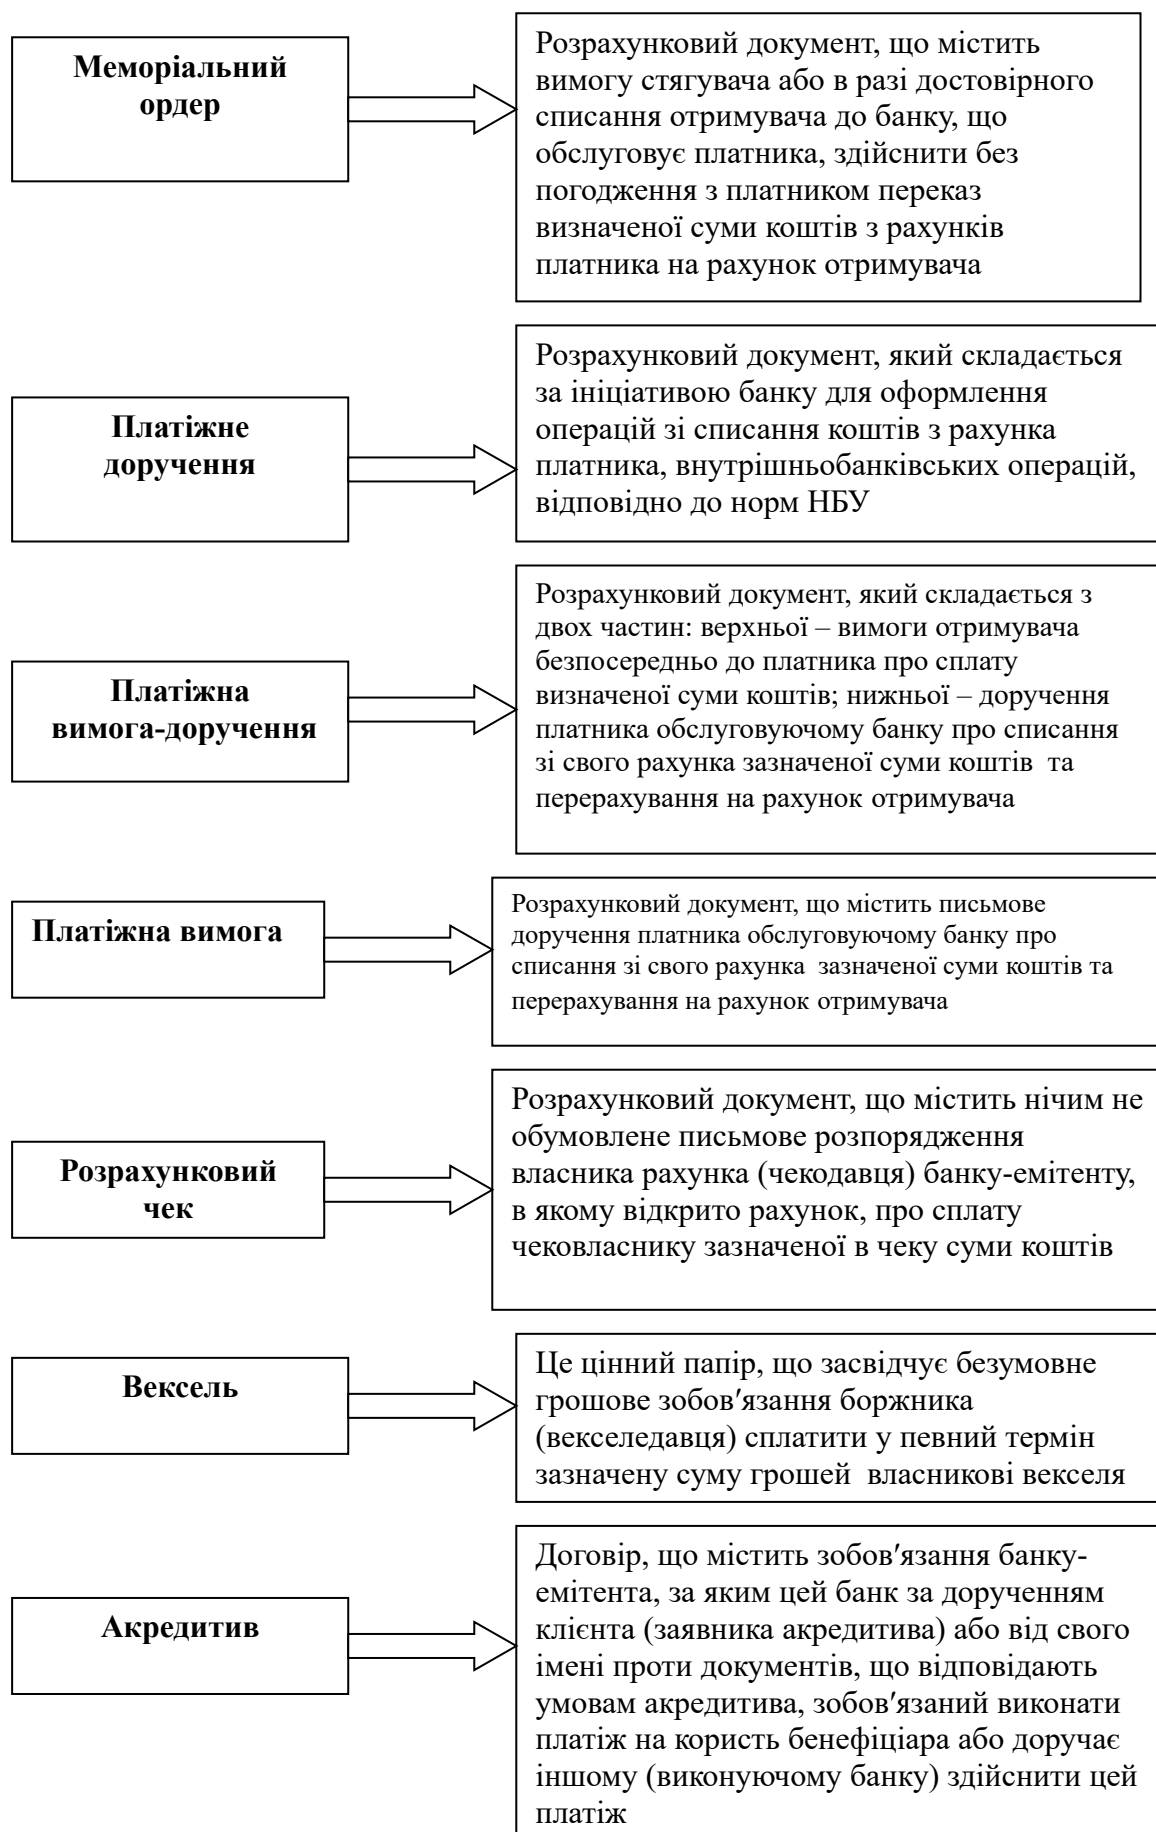 Меморіальний
ордер
Розрахунковий документ, що містить
вимогу стягувача або в разі достовірного
списання отримувача до банку, що
обслуговує платника, здійснити без
погодження з платником переказ
визначеної суми коштів з рахунків
платника на рахунок отримувача
Платіжне
доручення
Розрахунковий документ, який складається
за ініціативою банку для оформлення
операцій зі списання коштів з рахунка
платника, внутрішньобанківських операцій,
відповідно до норм НБУ
Платіжна
вимога-доручення
Розрахунковий документ, який складається з
двох частин: верхньої – вимоги отримувача
безпосередньо до платника про сплату
визначеної суми коштів; нижньої – доручення
платника обслуговуючому банку про списання
зі свого рахунка зазначеної суми коштів та
перерахування на рахунок отримувача
Платіжна вимога
Розрахунковий документ, що містить письмове
доручення платника обслуговуючому банку про
списання зі свого рахунка зазначеної суми коштів та
перерахування на рахунок отримувача
Розрахунковий
чек
Розрахунковий документ, що містить нічим не
обумовлене письмове розпорядження
власника рахунка (чекодавця) банку-емітенту,
в якому відкрито рахунок, про сплату
чековласнику зазначеної в чеку суми коштів
Вексель
Це цінний папір, що засвідчує безумовне
грошове зобов′язання боржника
(векселедавця) сплатити у певний термін
зазначену суму грошей власникові векселя
Акредитив
Договір, що містить зобов′язання банку-
емітента, за яким цей банк за дорученням
клієнта (заявника акредитива) або від свого
імені проти документів, що відповідають
умовам акредитива, зобов′язаний виконати
платіж на користь бенефіціара або доручає
іншому (виконуючому банку) здійснити цей
платіж